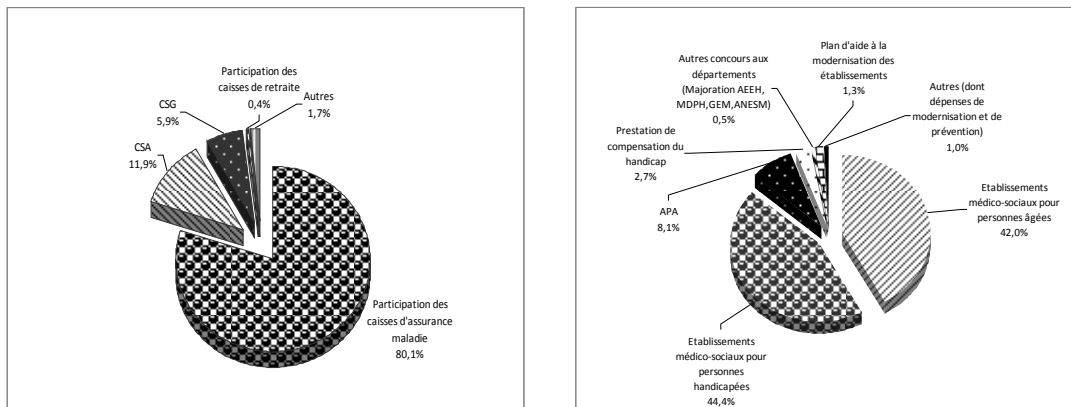 Participation des
caisses de retraite
0,4%
Autres
1,7%
CSG
5,9%
CSA
11,9%
Participation des
caisses d'assurance
maladie
80,1%
Plan d'aide à la
modernisation des
établissements
1,3%
Autres concours aux
départements
(Majoration AEEH,
MDPH,GEM,ANESM)
0,5%
Autres (dont
dépenses de
modernisation et de
prévention)
1,0%
Prestation de
compensation du
handicap
2,7%
APA
8,1%
Etablissements
médico-sociaux pour
personnes âgées
42,0%
Etablissements
médico-sociaux pour
personnes
handicapées
44,4%